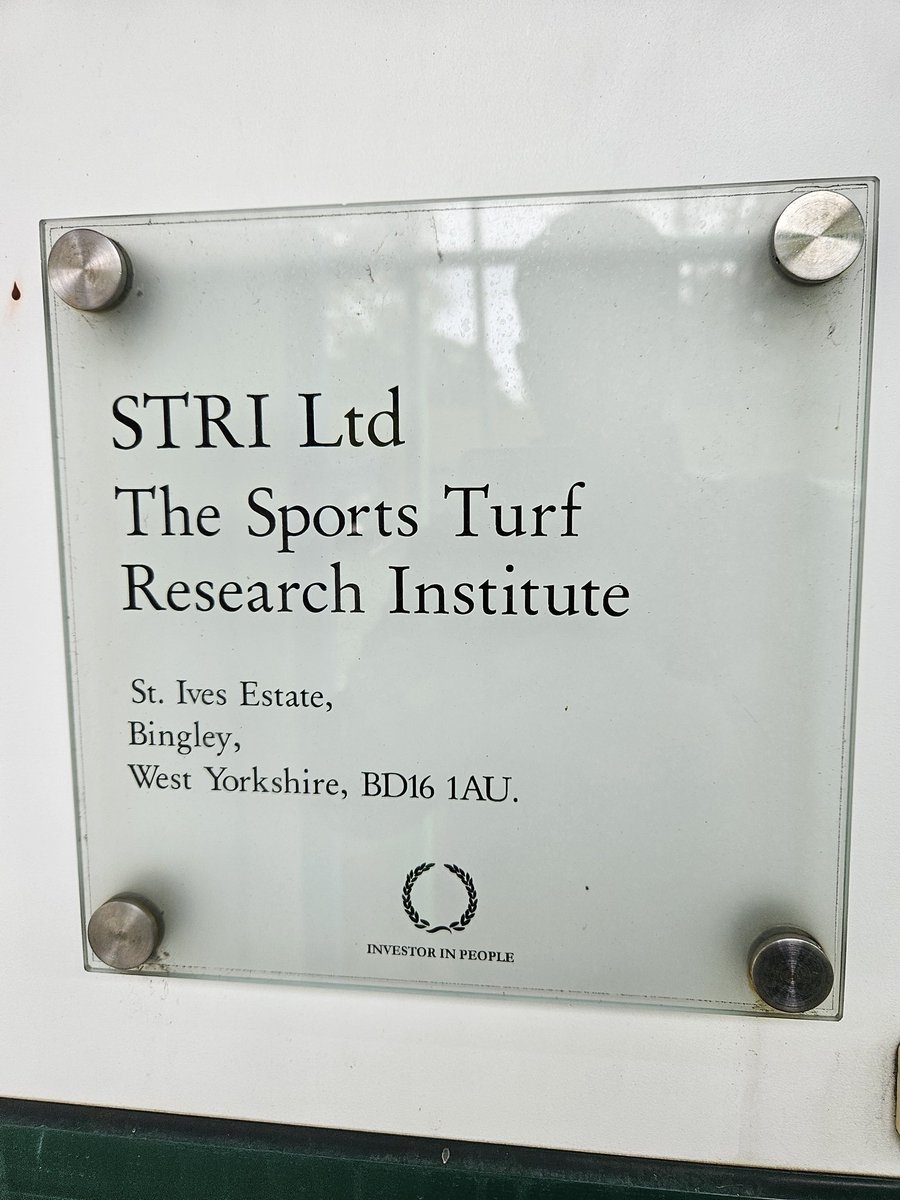 STRI Ltd
The Sports Turf
Research Institute
St. Ives Estate,
Bingley,
West Yorkshire, BD16 1AU.
INVESTOR IN PEOPLE